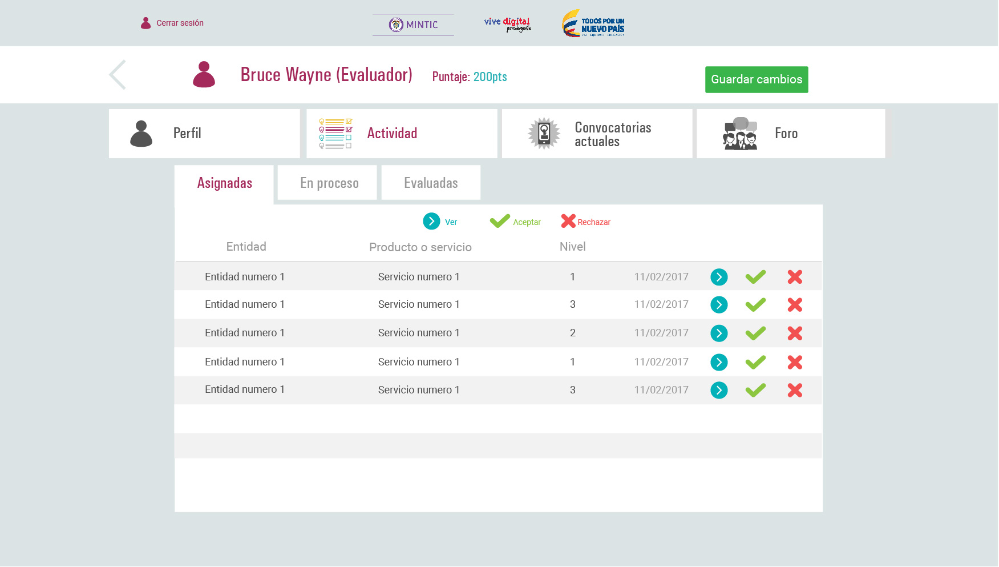 Cerrar sesión
MINTIC
vive digital
para la gente
TODOS POR UN
NUEVO PAÍS
PAZ EQUIDAD EDUCACIÓN
Bruce Wayne (Evaluador)
Puntaje: 200pts
Guardar cambios
Perfil
Actividad
Convocatorias
actuales
Foro
Asignadas
En proceso
Evaluadas
Ver
Aceptar
Rechazar
Entidad
Producto o servicio
Nivel
Entidad numero 1 Servicio numero 1 1 11/02/2017
Entidad numero 1 Servicio numero 1 3 11/02/2017
Entidad numero 1 Servicio numero 1 2 11/02/2017
Entidad numero 1 Servicio numero 1 1 11/02/2017
Entidad numero 1 Servicio numero 1 3 11/02/2017